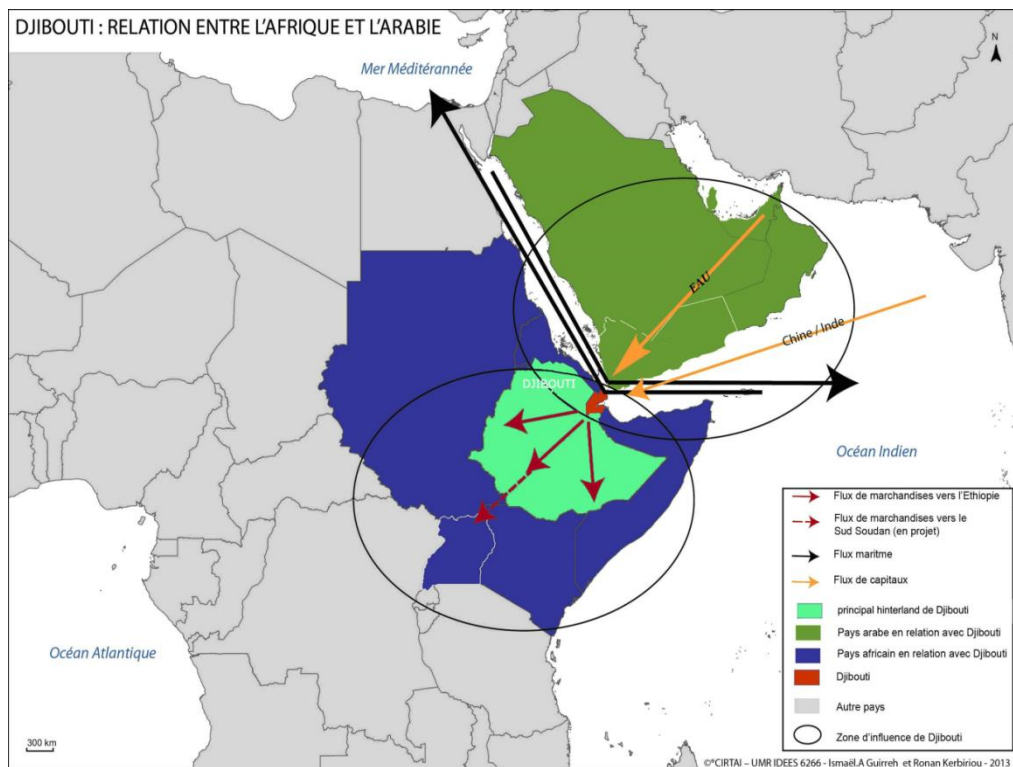 DJIBOUTI : RELATION ENTRE L'AFRIQUE ET L'ARABIE
Mer Méditérannée
N
EAU
Chine / Inde
DJIBOUTI
Océan Indien
Océan Atlantique
Flux de marchandises vers l'Ethiopie
Flux de marchandises vers le
Sud Soudan (en projet)
Flux maritme
Flux de capitaux
principal hinterland de Djibouti
Pays arabe en relation avec Djibouti
Pays africain en relation avec Djibouti
Djibouti
Autre pays
Zone d'influence de Djibouti
300 km
©°CIRTAI – UMR IDEES 6266 - Ismaël.A Guirreh et Ronan Kerbiriou - 2013